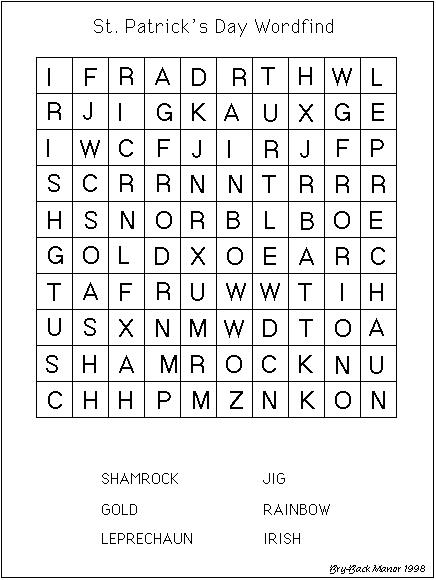 St. Patrick's Day Wordfind
I F R A D R T H W L
R J I G K A U X G E
I W C F J I R J F P
S C R R N N T R R R
H S N O R B L B O E
G O L D X O E A R C
T A F R U W W T I H
U S X N M W D T O A
S H A M R O C K N U
C H H P M Z N K O N
SHAMROCK JIG
GOLD RAINBOW
LEPRECHAUN IRISH
Bry-Back Manor 1998